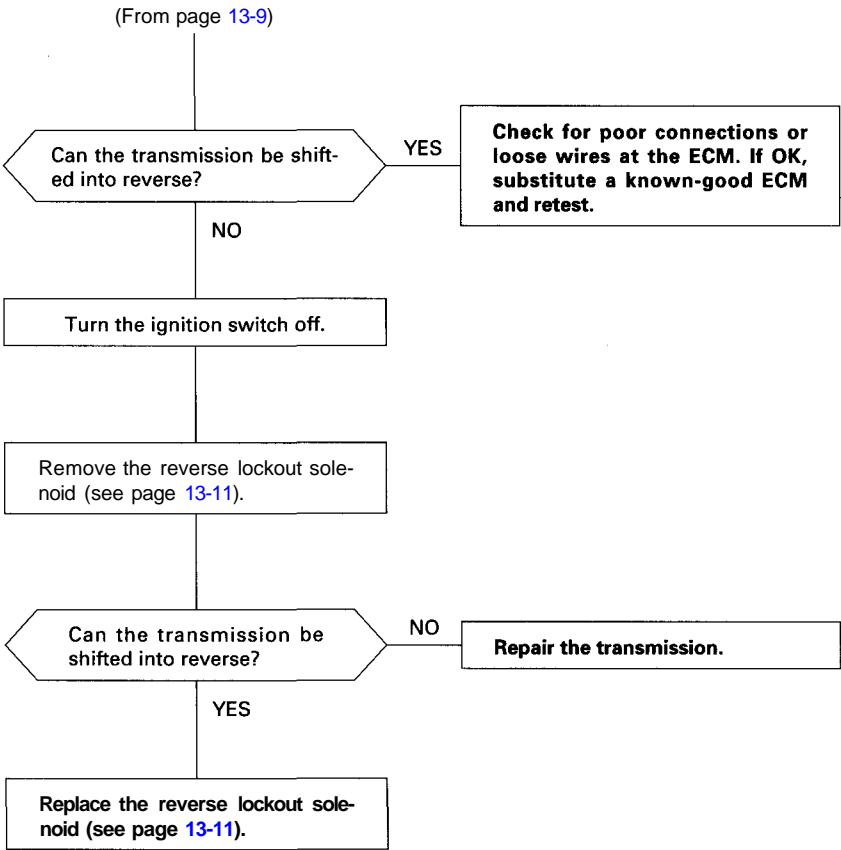 (From page 13-9)
Can the transmission be shift-
ed into reverse?
YES
Check for poor connections or
loose wires at the ECM. If OK,
substitute a known-good ECM
and retest.
NO
Turn the ignition switch off.
Remove the reverse lockout sole-
noid (see page 13-11).
Can the transmission be
shifted into reverse?
NO
Repair the transmission.
YES
Replace the reverse lockout sole-
noid (see page 13-11).